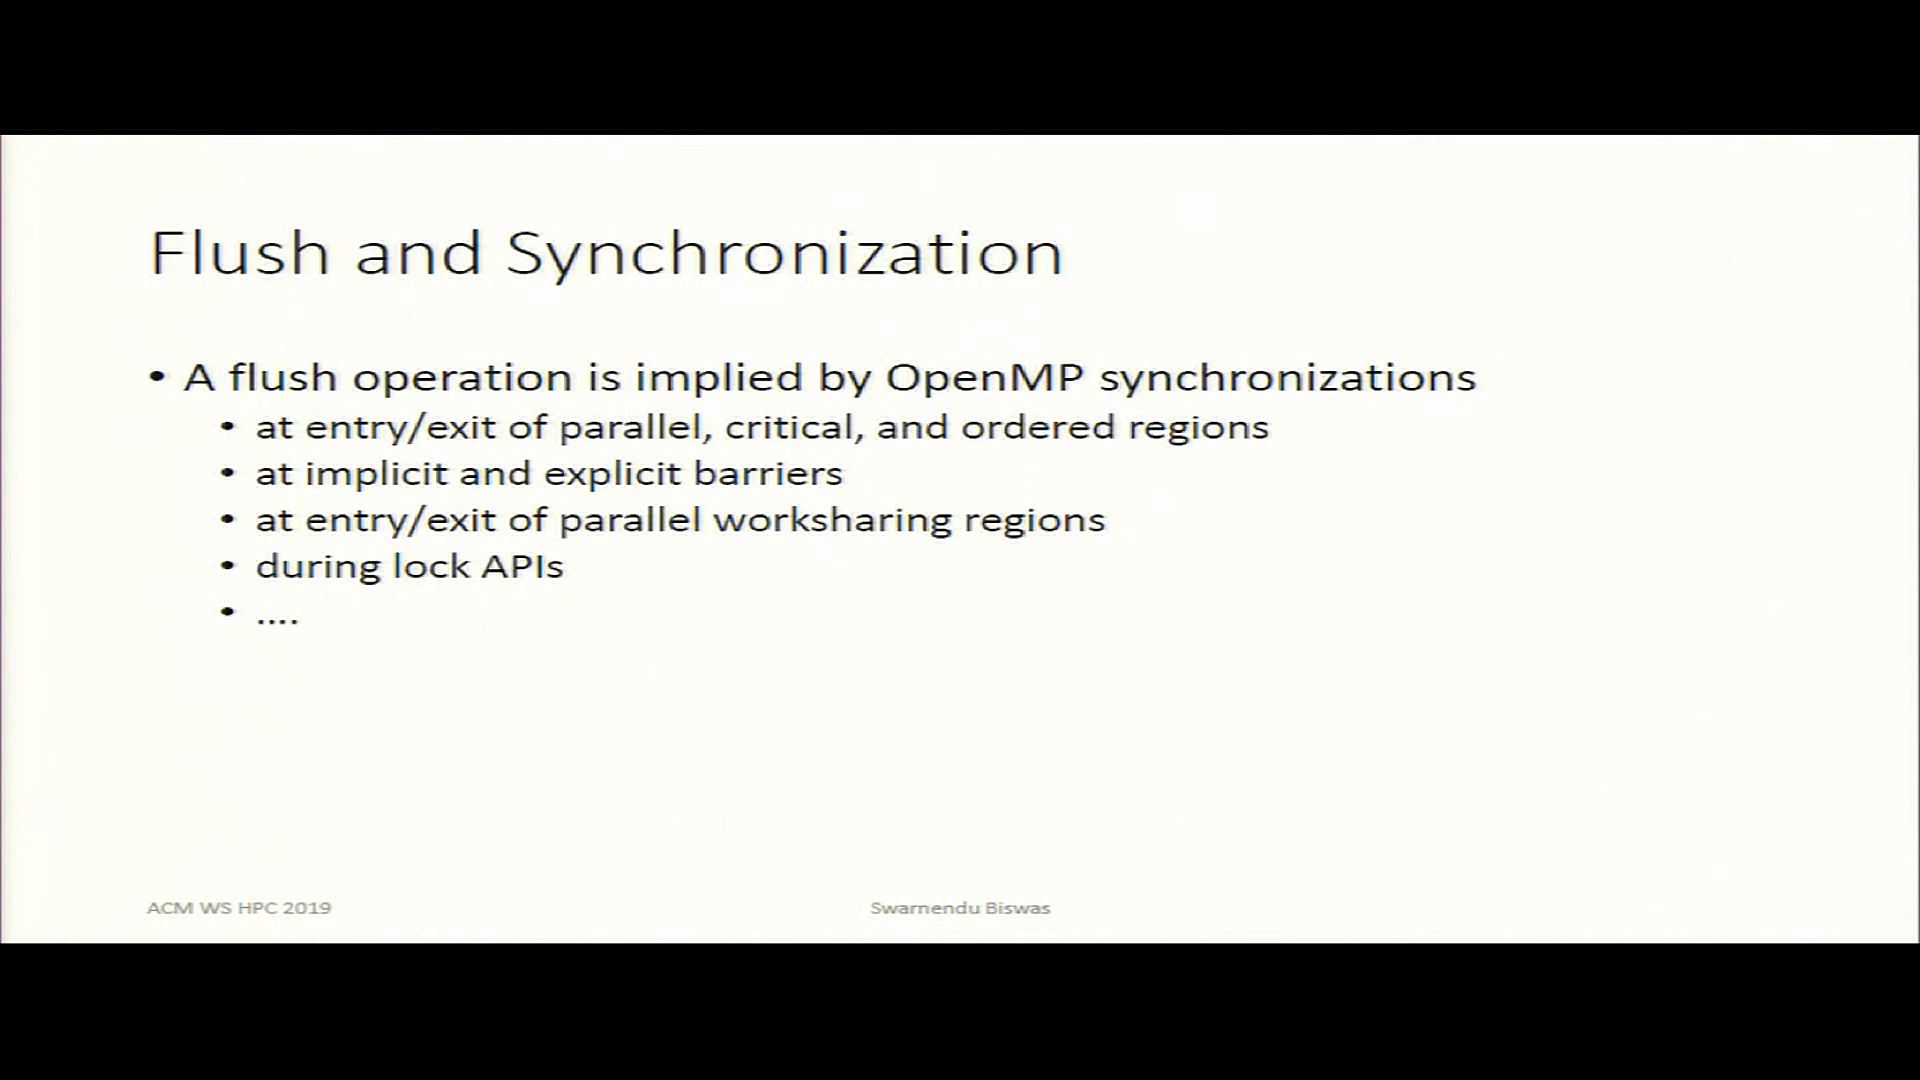 Flush and Synchronization
• A flush operation is implied by OpenMP synchronizations
• at entry/exit of parallel, critical, and ordered regions
• at implicit and explicit barriers
• at entry/exit of parallel worksharing regions
• during lock APIs
• ....
ACM WS HPC 2019
Swarnendu Biswas